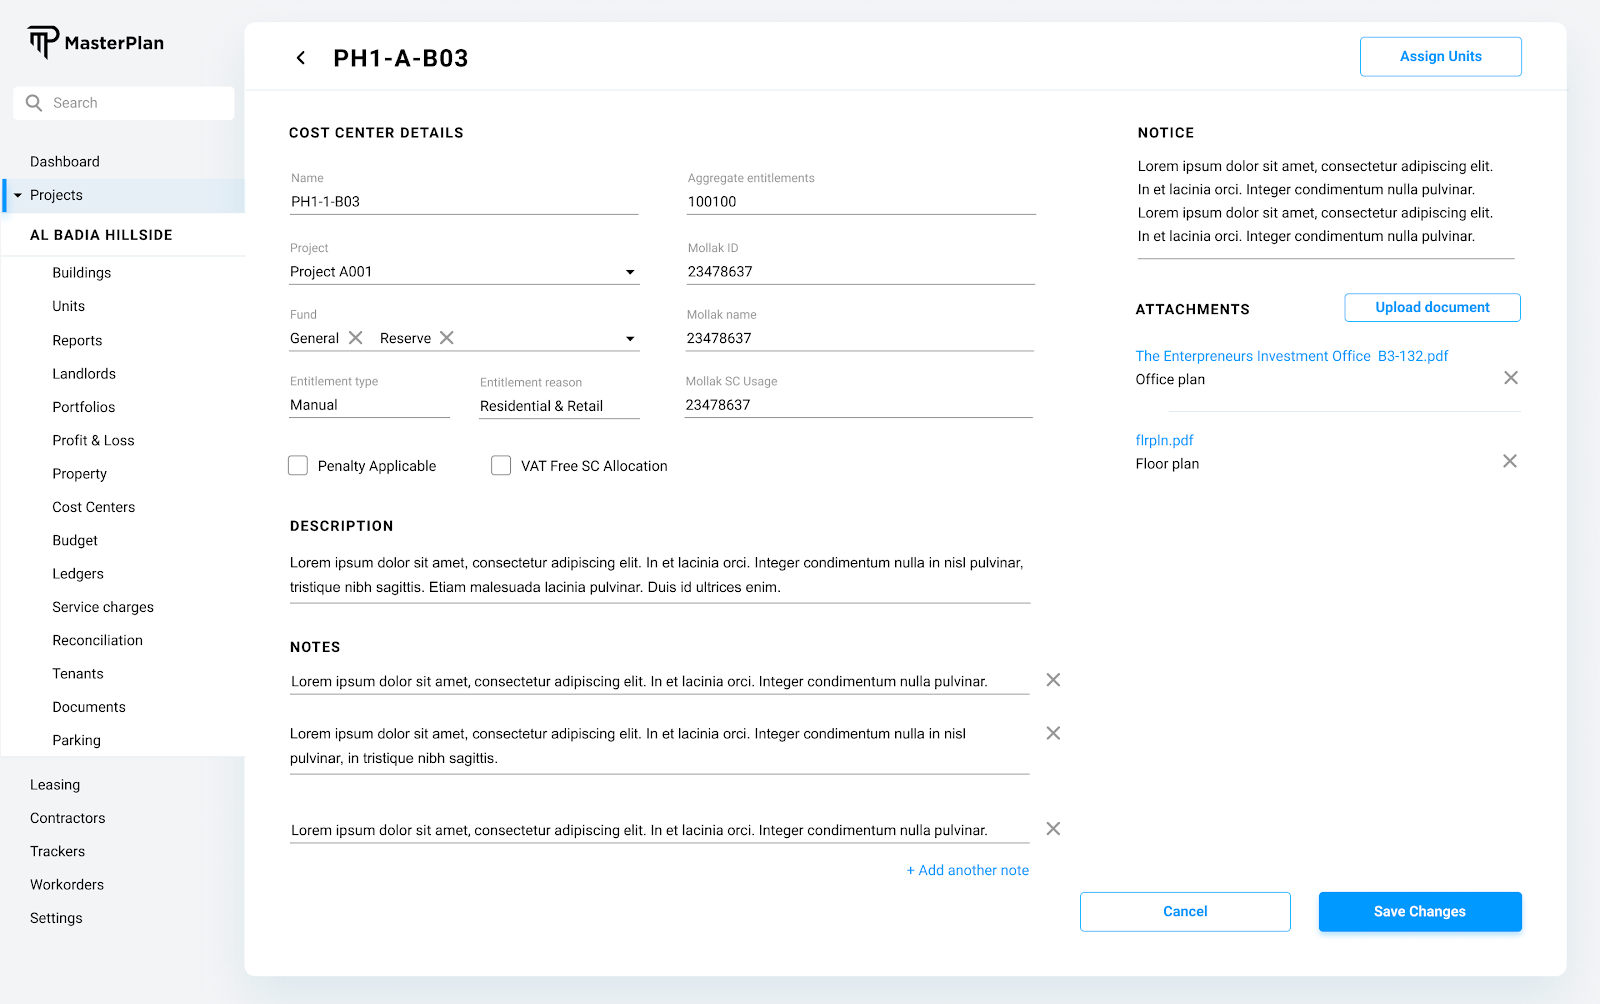 MasterPlan
Search
Dashboard
Projects
AL BADIA HILLSIDE
Buildings
Units
Reports
Landlords
Portfolios
Profit & Loss
Property
Cost Centers
Budget
Ledgers
Service charges
Reconciliation
Tenants
Documents
Parking
Leasing
Contractors
Trackers
Workorders
Settings
PH1-A-B03
Assign Units
COST CENTER DETAILS
Name
PH1-1-B03
Aggregate entitlements
100100
Project
Project A001
Mollak ID
23478637
Fund
General Reserve
Mollak name
23478637
Entitlement type
Manual
Entitlement reason
Residential & Retail
Mollak SC Usage
23478637
Penalty Applicable
VAT Free SC Allocation
DESCRIPTION
Lorem ipsum dolor sit amet, consectetur adipiscing elit. In et lacinia orci. Integer condimentum nulla in nisl pulvinar,
tristique nibh sagittis. Etiam malesuada lacinia pulvinar. Duis id ultrices enim.
NOTES
Lorem ipsum dolor sit amet, consectetur adipiscing elit. In et lacinia orci. Integer condimentum nulla pulvinar.
Lorem ipsum dolor sit amet, consectetur adipiscing elit. In et lacinia orci. Integer condimentum nulla in nisl
pulvinar, in tristique nibh sagittis.
Lorem ipsum dolor sit amet, consectetur adipiscing elit. In et lacinia orci. Integer condimentum nulla pulvinar.
+ Add another note
NOTICE
Lorem ipsum dolor sit amet, consectetur adipiscing elit.
In et lacinia orci. Integer condimentum nulla pulvinar.
Lorem ipsum dolor sit amet, consectetur adipiscing elit.
In et lacinia orci. Integer condimentum nulla pulvinar.
ATTACHMENTS
Upload document
The Enterpreneurs Investment Office B3-132.pdf
Office plan
flrpln.pdf
Floor plan
Cancel
Save Changes